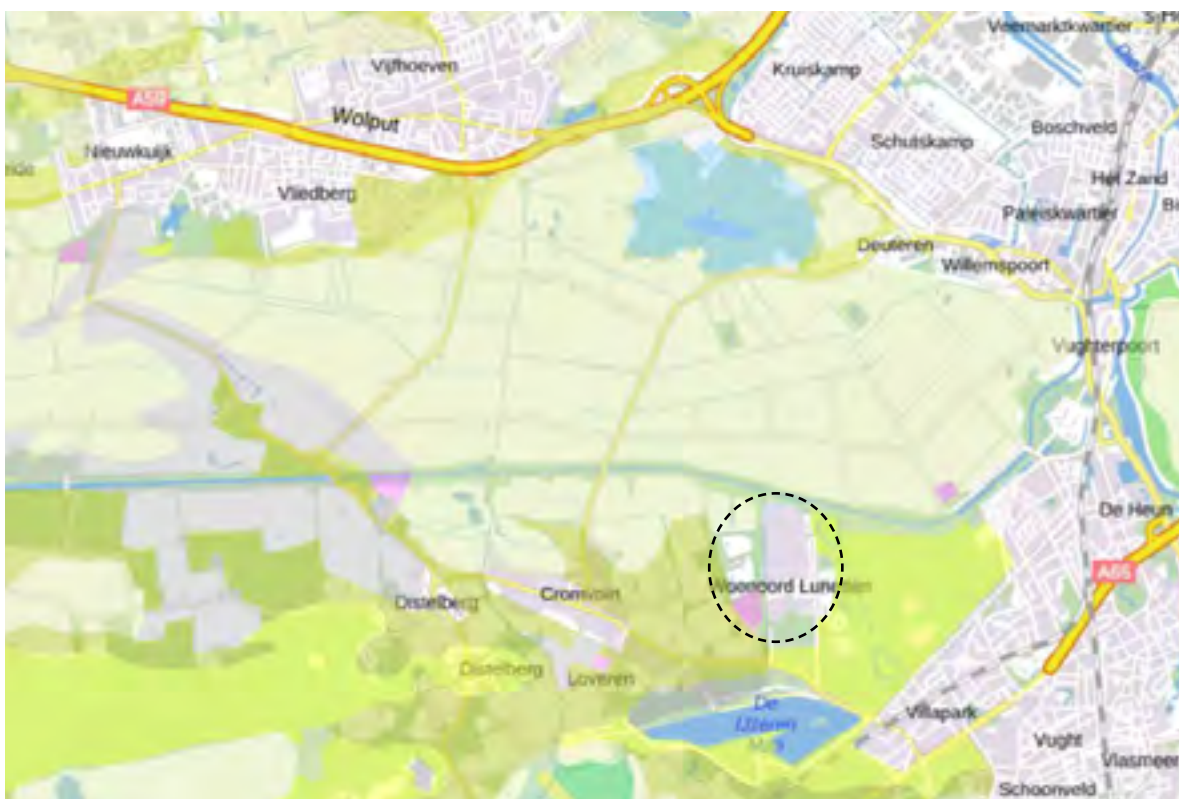 Veemarktkwartier
Vijfhoeven
Kruiskamp
A59
Wolput
Boschveld
Schutskamp
Nieuwkuijk
Het Zand
Vliedberg
Paleiskwartier
Deuteren
Willemspoort
Vughterpoort
De Heun
A65
Woonoord Lunetten
Cromvoirt
Distelberg
Distelberg
Loveren
De
IJzeren
Man
Villapark
Vught
Vlasmeer
Schoonveld